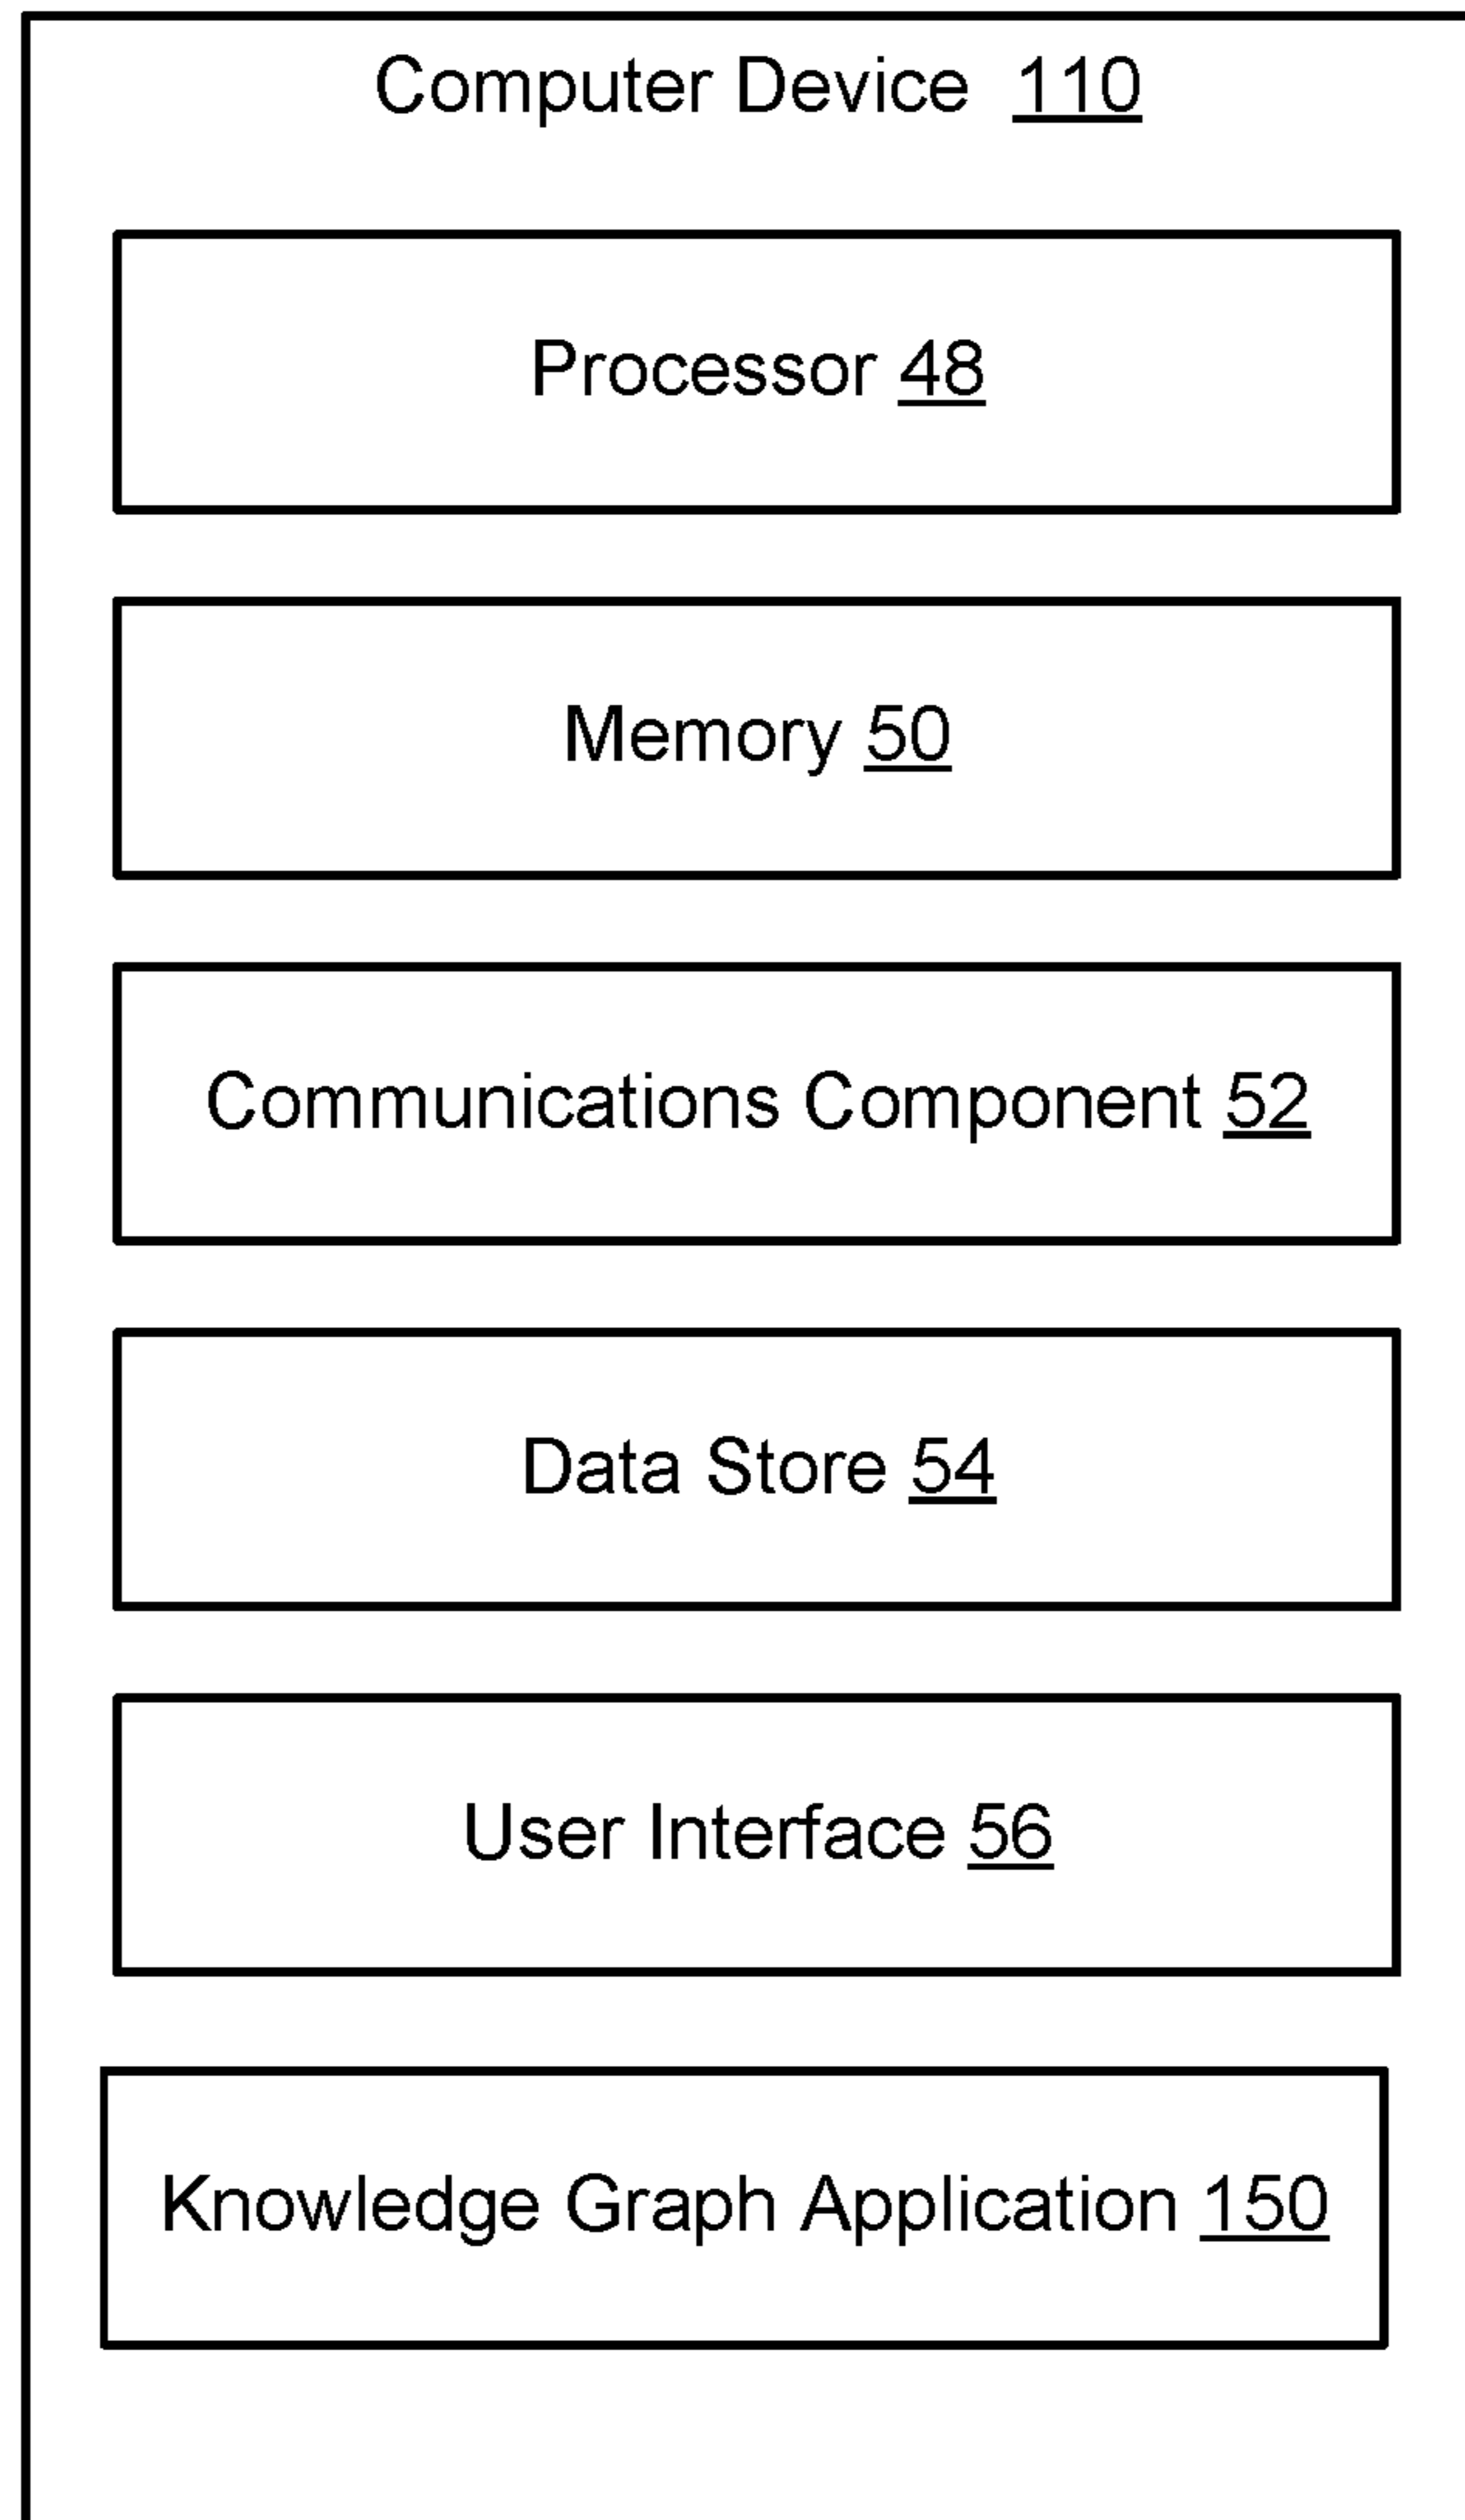 Computer Device 110
Processor 48
Memory 50
Communications Component 52
Data Store 54
User Interface 56
Knowledge Graph Application 150